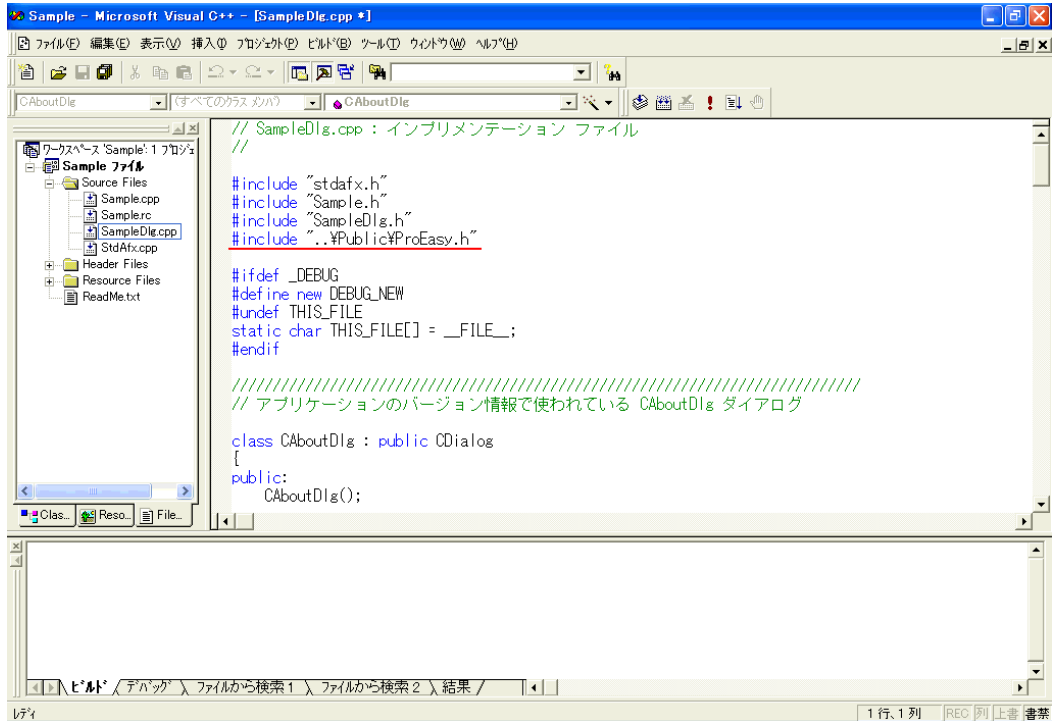 Sample - Microsoft Visual C++ - [SampleDlg.cpp *]
ファイル(F) 編集(E) 表示(V) 挿入(I) プロジェクト(P) ビルド(B) ツール(T) ウィンドウ(W) ヘルプ(H)
CAboutDlg (すべてのクラス メンバ) CAboutDlg
ワークスペース 'Sample': 1 プロジェ
Sample ファイル
Source Files
Sample.cpp
Sample.rc
SampleDlg.cpp
StdAfx.cpp
Header Files
Resource Files
ReadMe.txt
Clas... Reso... File...
// SampleDlg.cpp : インプリメンテーション ファイル
//
#include "stdafx.h"
#include "Sample.h"
#include "SampleDlg.h"
#include "..¥Public¥ProEasy.h"
#ifdef _DEBUG
#define new DEBUG_NEW
#undef THIS_FILE
static char THIS_FILE[] = __FILE__;
#endif
/////////////////////////////////////////////////////////////////////////////
// アプリケーションのバージョン情報で使われている CAboutDlg ダイアログ
class CAboutDlg : public CDialog
{
public:
CAboutDlg();
ビルド デバッグ ファイルから検索1 ファイルから検索2 結果
レディ 1 行、1 列 REC 列 上書 書禁